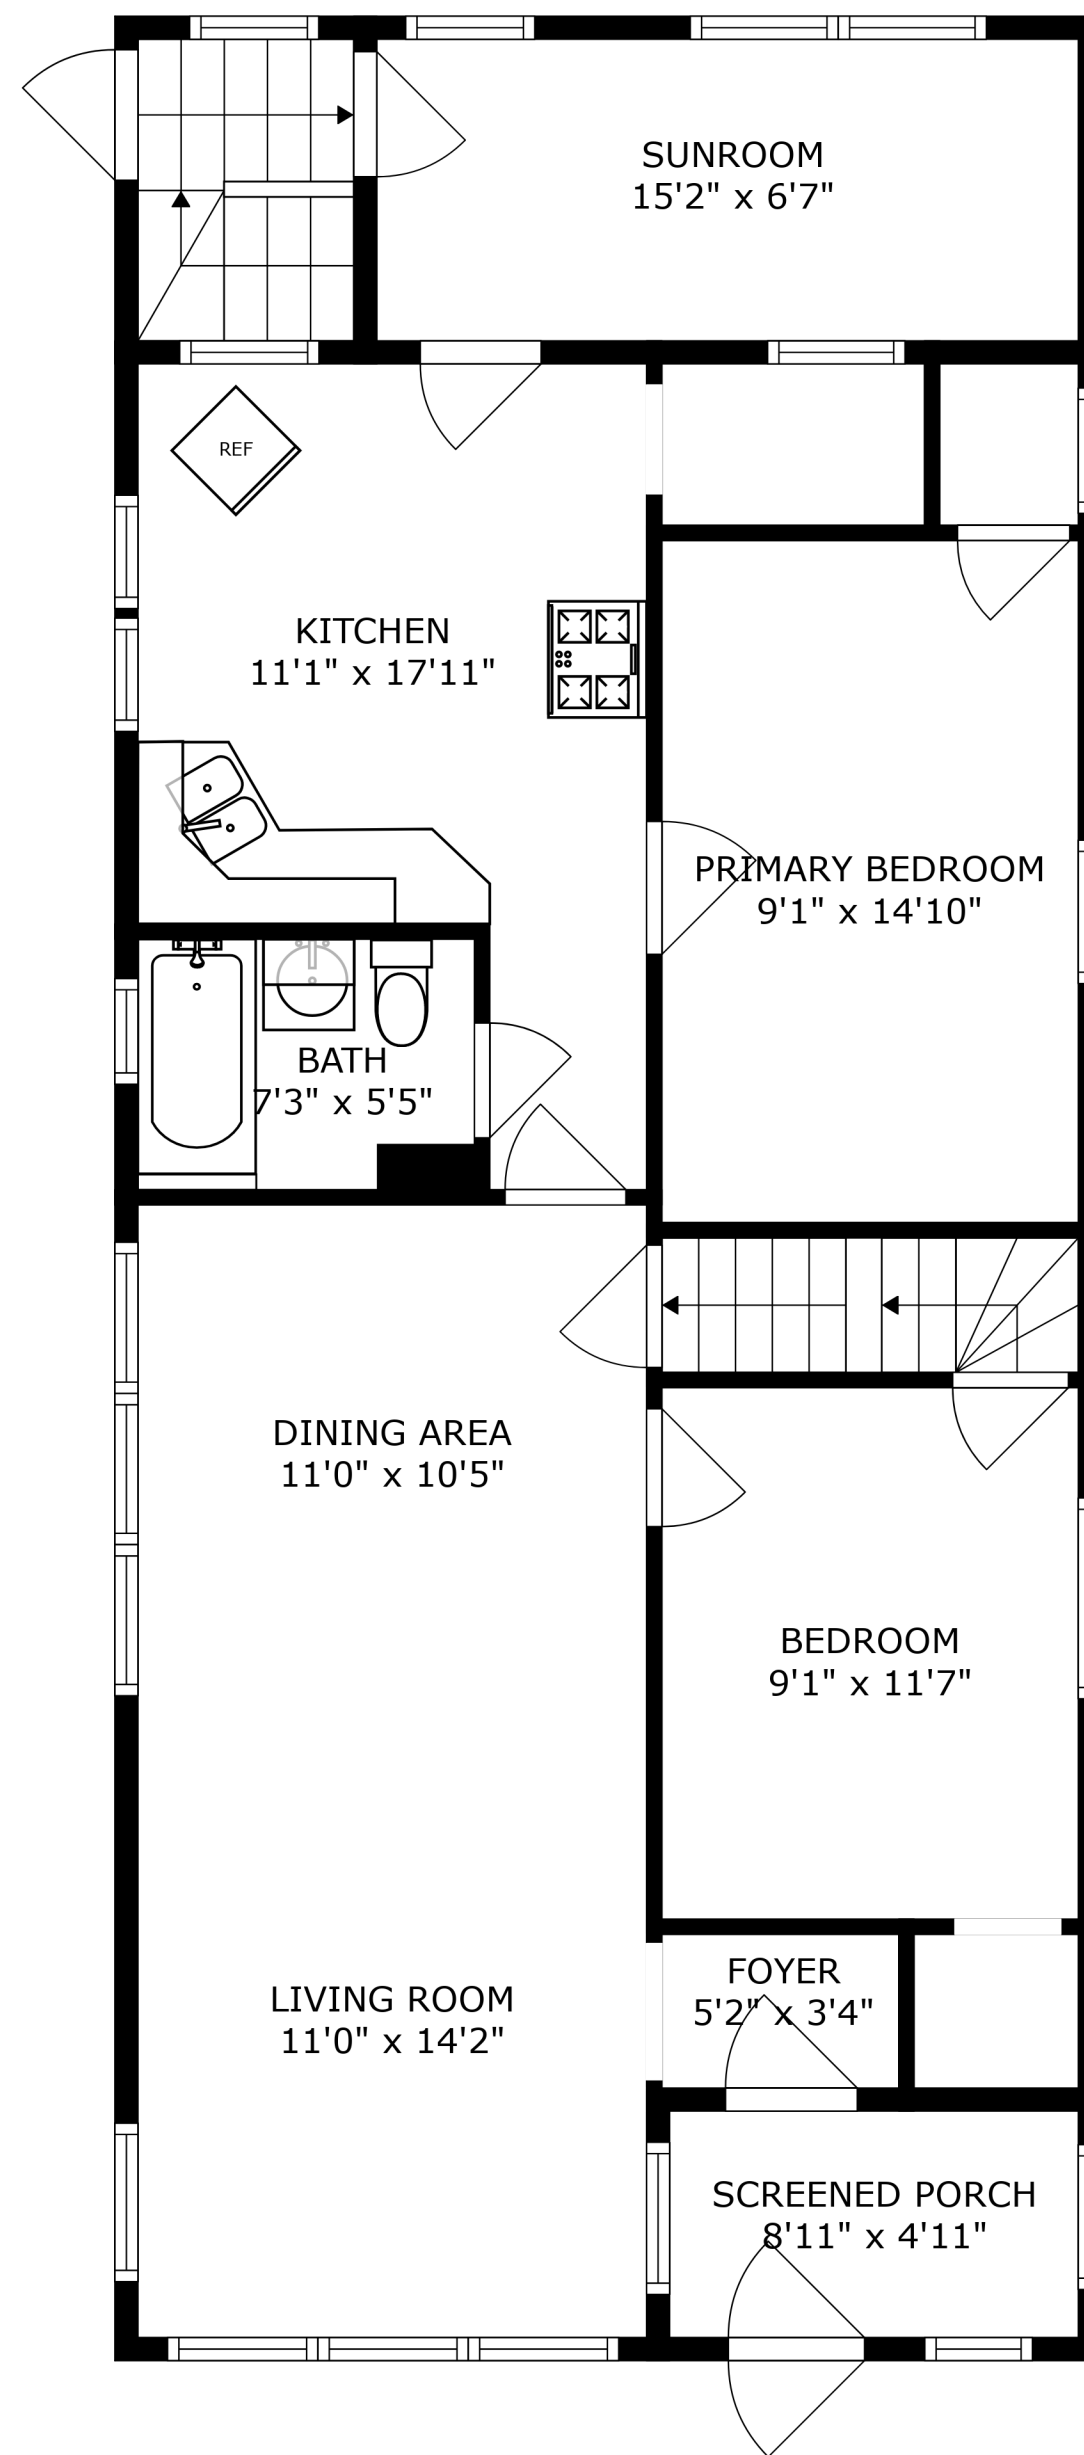 SUNROOM
15'2" x 6'7"
REF
KITCHEN
11'1" x 17'11"
PRIMARY BEDROOM
9'1" x 14'10"
BATH
7'3" x 5'5"
DINING AREA
11'0" x 10'5"
BEDROOM
9'1" x 11'7"
LIVING ROOM
11'0" x 14'2"
FOYER
5'2" x 3'4"
SCREENED PORCH
8'11" x 4'11"